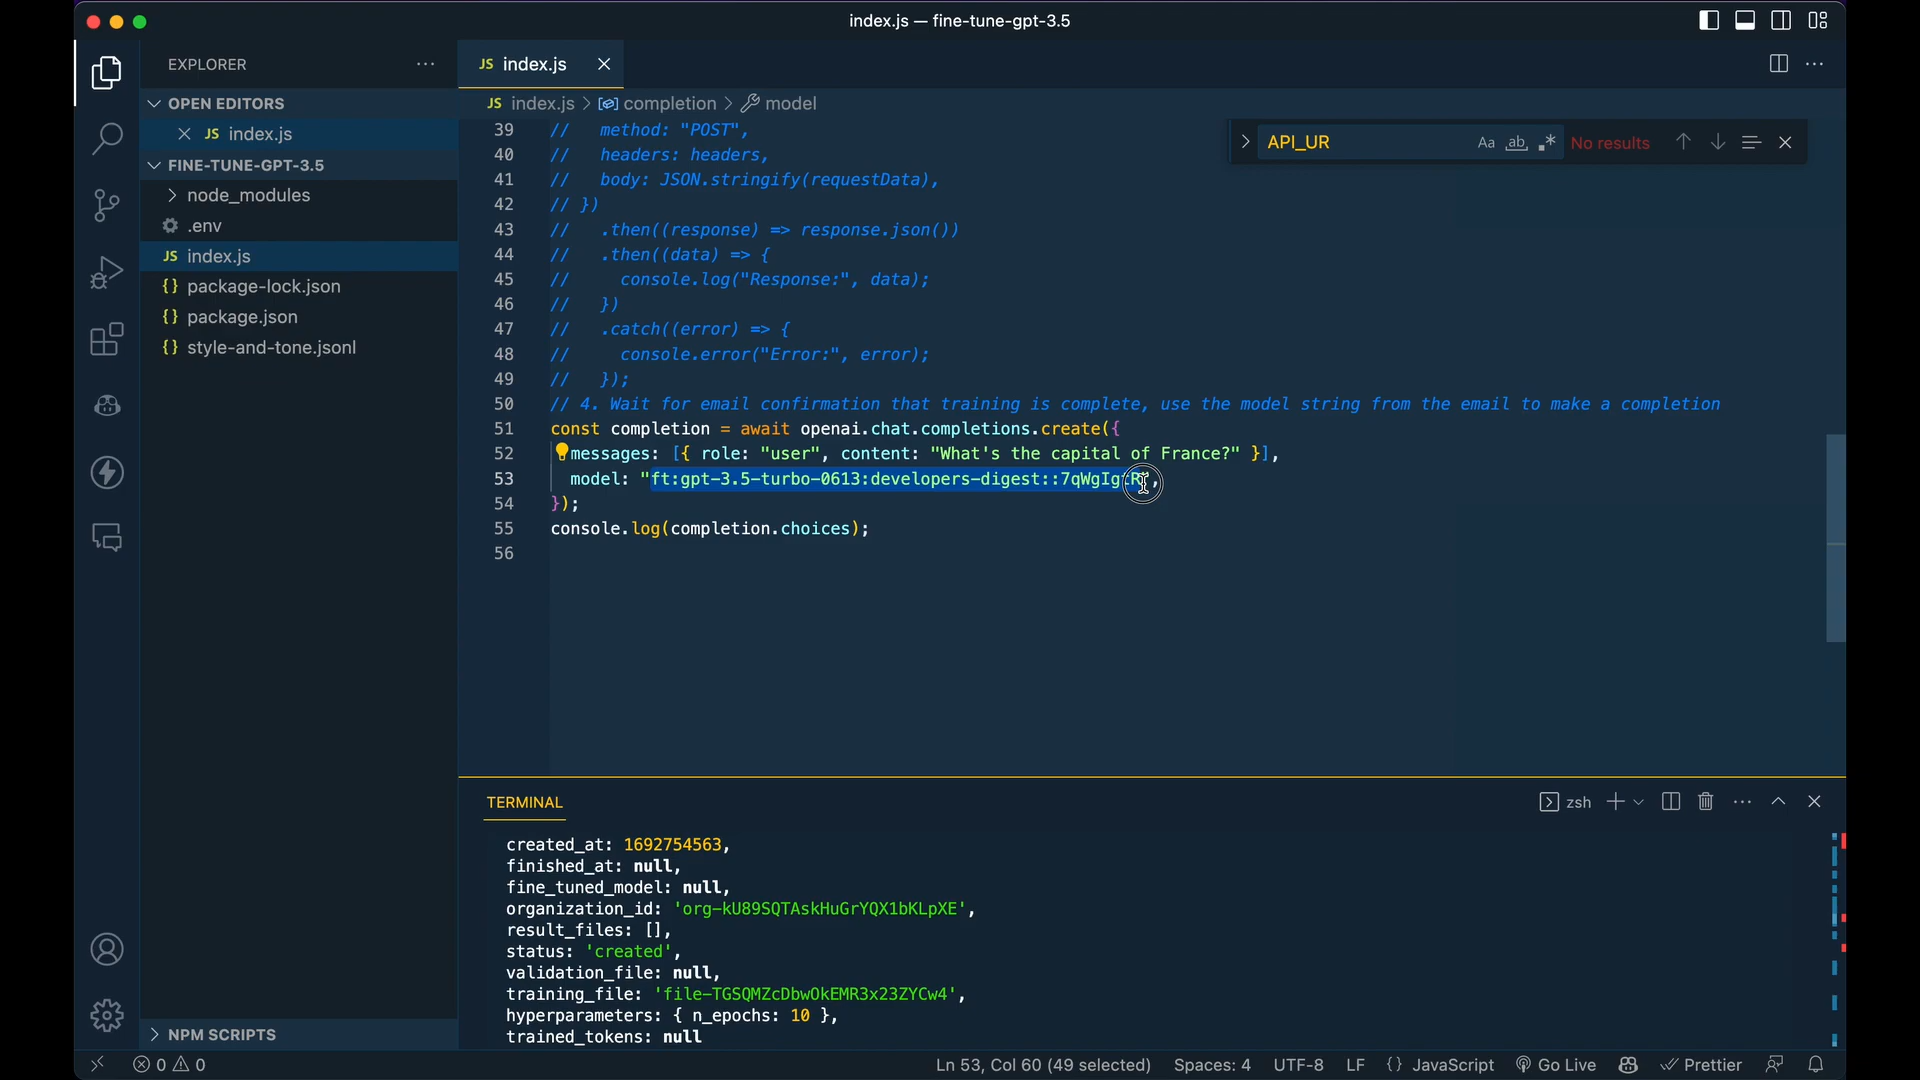 index.js — fine-tune-gpt-3.5
EXPLORER
JS index.js
OPEN EDITORS
JS index.js
FINE-TUNE-GPT-3.5
node_modules
.env
JS index.js
{} package-lock.json
{} package.json
{} style-and-tone.jsonl
NPM SCRIPTS
JS index.js > completion > model
API_UR
Aa ab .*
No results
39 //   method: "POST",
40 //   headers: headers,
41 //   body: JSON.stringify(requestData),
42 // })
43 //   .then((response) => response.json())
44 //   .then((data) => {
45 //     console.log("Response:", data);
46 //   })
47 //   .catch((error) => {
48 //     console.error("Error:", error);
49 //   });
50 // 4. Wait for email confirmation that training is complete, use the model string from the email to make a completion
51 const completion = await openai.chat.completions.create({
52   messages: [{ role: "user", content: "What's the capital of France?" }],
53   model: "ft:gpt-3.5-turbo-0613:developers-digest::
54 });
55 console.log(completion.choices);
56
TERMINAL
zsh
created_at: 1692754563,
finished_at: null,
fine_tuned_model: null,
organization_id: 'org-kU89SQTAskHuGrYQX1bKLpXE',
result_files: [],
status: 'created',
validation_file: null,
training_file: 'file-TGSQMZcDbwOkEMR3x23ZYCw4',
hyperparameters: { n_epochs: 10 },
trained_tokens: null
0 0
Ln 53, Col 60 (49 selected)
Spaces: 4
UTF-8
LF
{} JavaScript
Go Live
Prettier